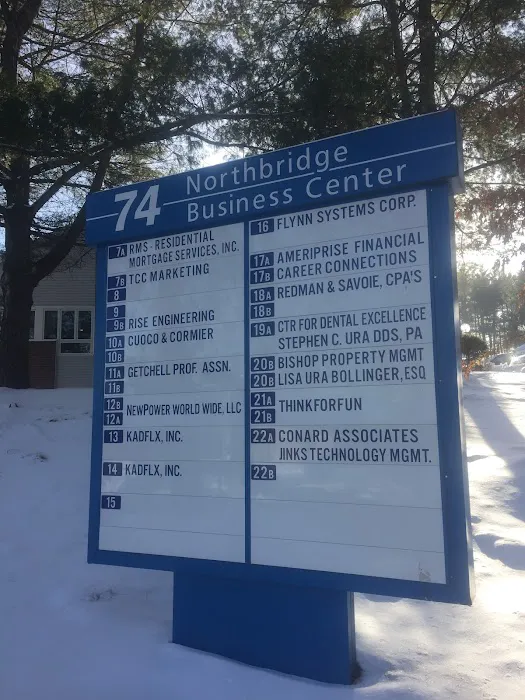 74 Northbridge
Business Center
7A RMS - RESIDENTIAL
MORTGAGE SERVICES, INC.
7B TCC MARKETING
8
9
9B RISE ENGINEERING
10A CUOCO & CORMIER
10B
11A GETCHELL PROF. ASSN.
11B
12B NEWPOWER WORLD WIDE, LLC
12A
13 KADFLX, INC.
14 KADFLX, INC.
15
16 FLYNN SYSTEMS CORP.
17A AMERIPRISE FINANCIAL
17B CAREER CONNECTIONS
18A REDMAN & SAVOIE, CPA'S
18B
19A CTR FOR DENTAL EXCELLENCE
STEPHEN C. URA DDS, PA
20B BISHOP PROPERTY MGMT
20B LISA URA BOLLINGER, ESQ
21A THINKFORFUN
21B
22A CONARD ASSOCIATES
JINKS TECHNOLOGY MGMT.
22B